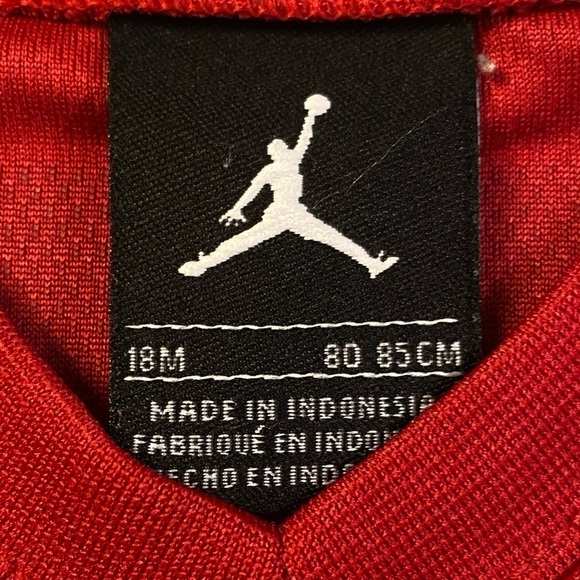 18M 80 85CM
MADE IN INDONESIA
FABRIQUÉ EN
EN